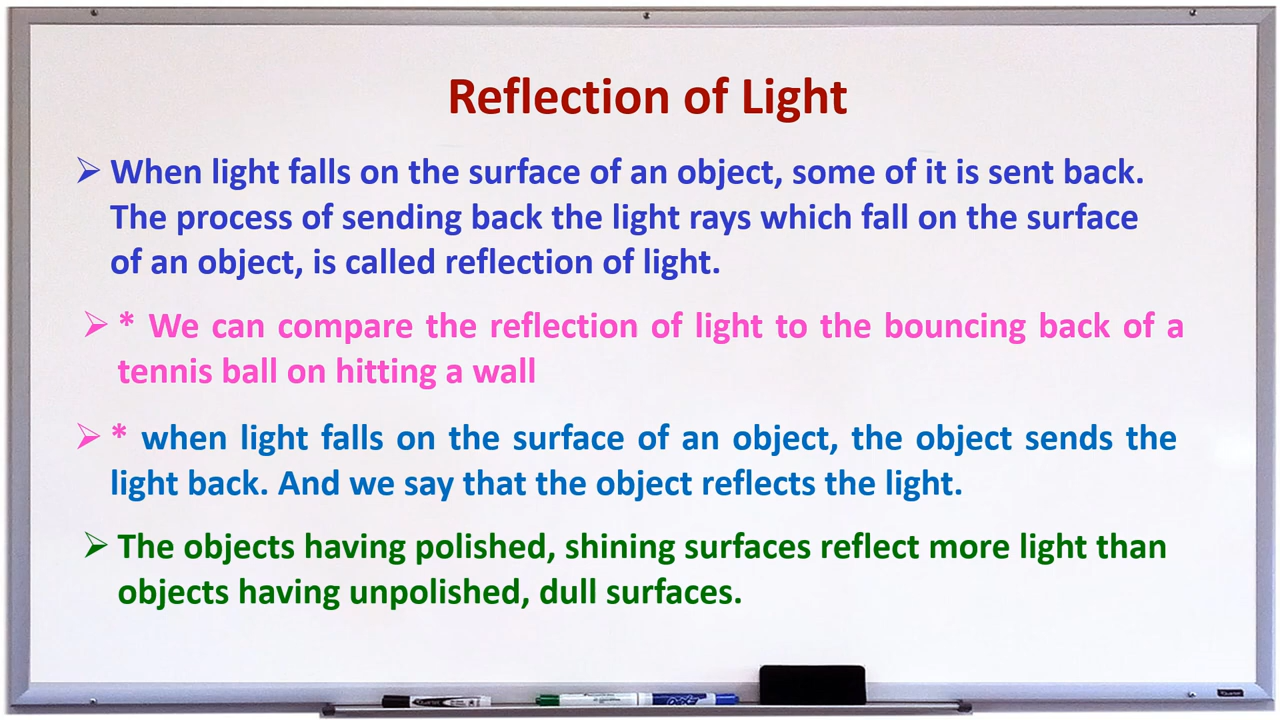 Reflection of Light
➢ When light falls on the surface of an object, some of it is sent back.
The process of sending back the light rays which fall on the surface
of an object, is called reflection of light.
➢ * We can compare the reflection of light to the bouncing back of a
tennis ball on hitting a wall
➢ * when light falls on the surface of an object, the object sends the
light back. And we say that the object reflects the light.
➢ The objects having polished, shining surfaces reflect more light than
objects having unpolished, dull surfaces.